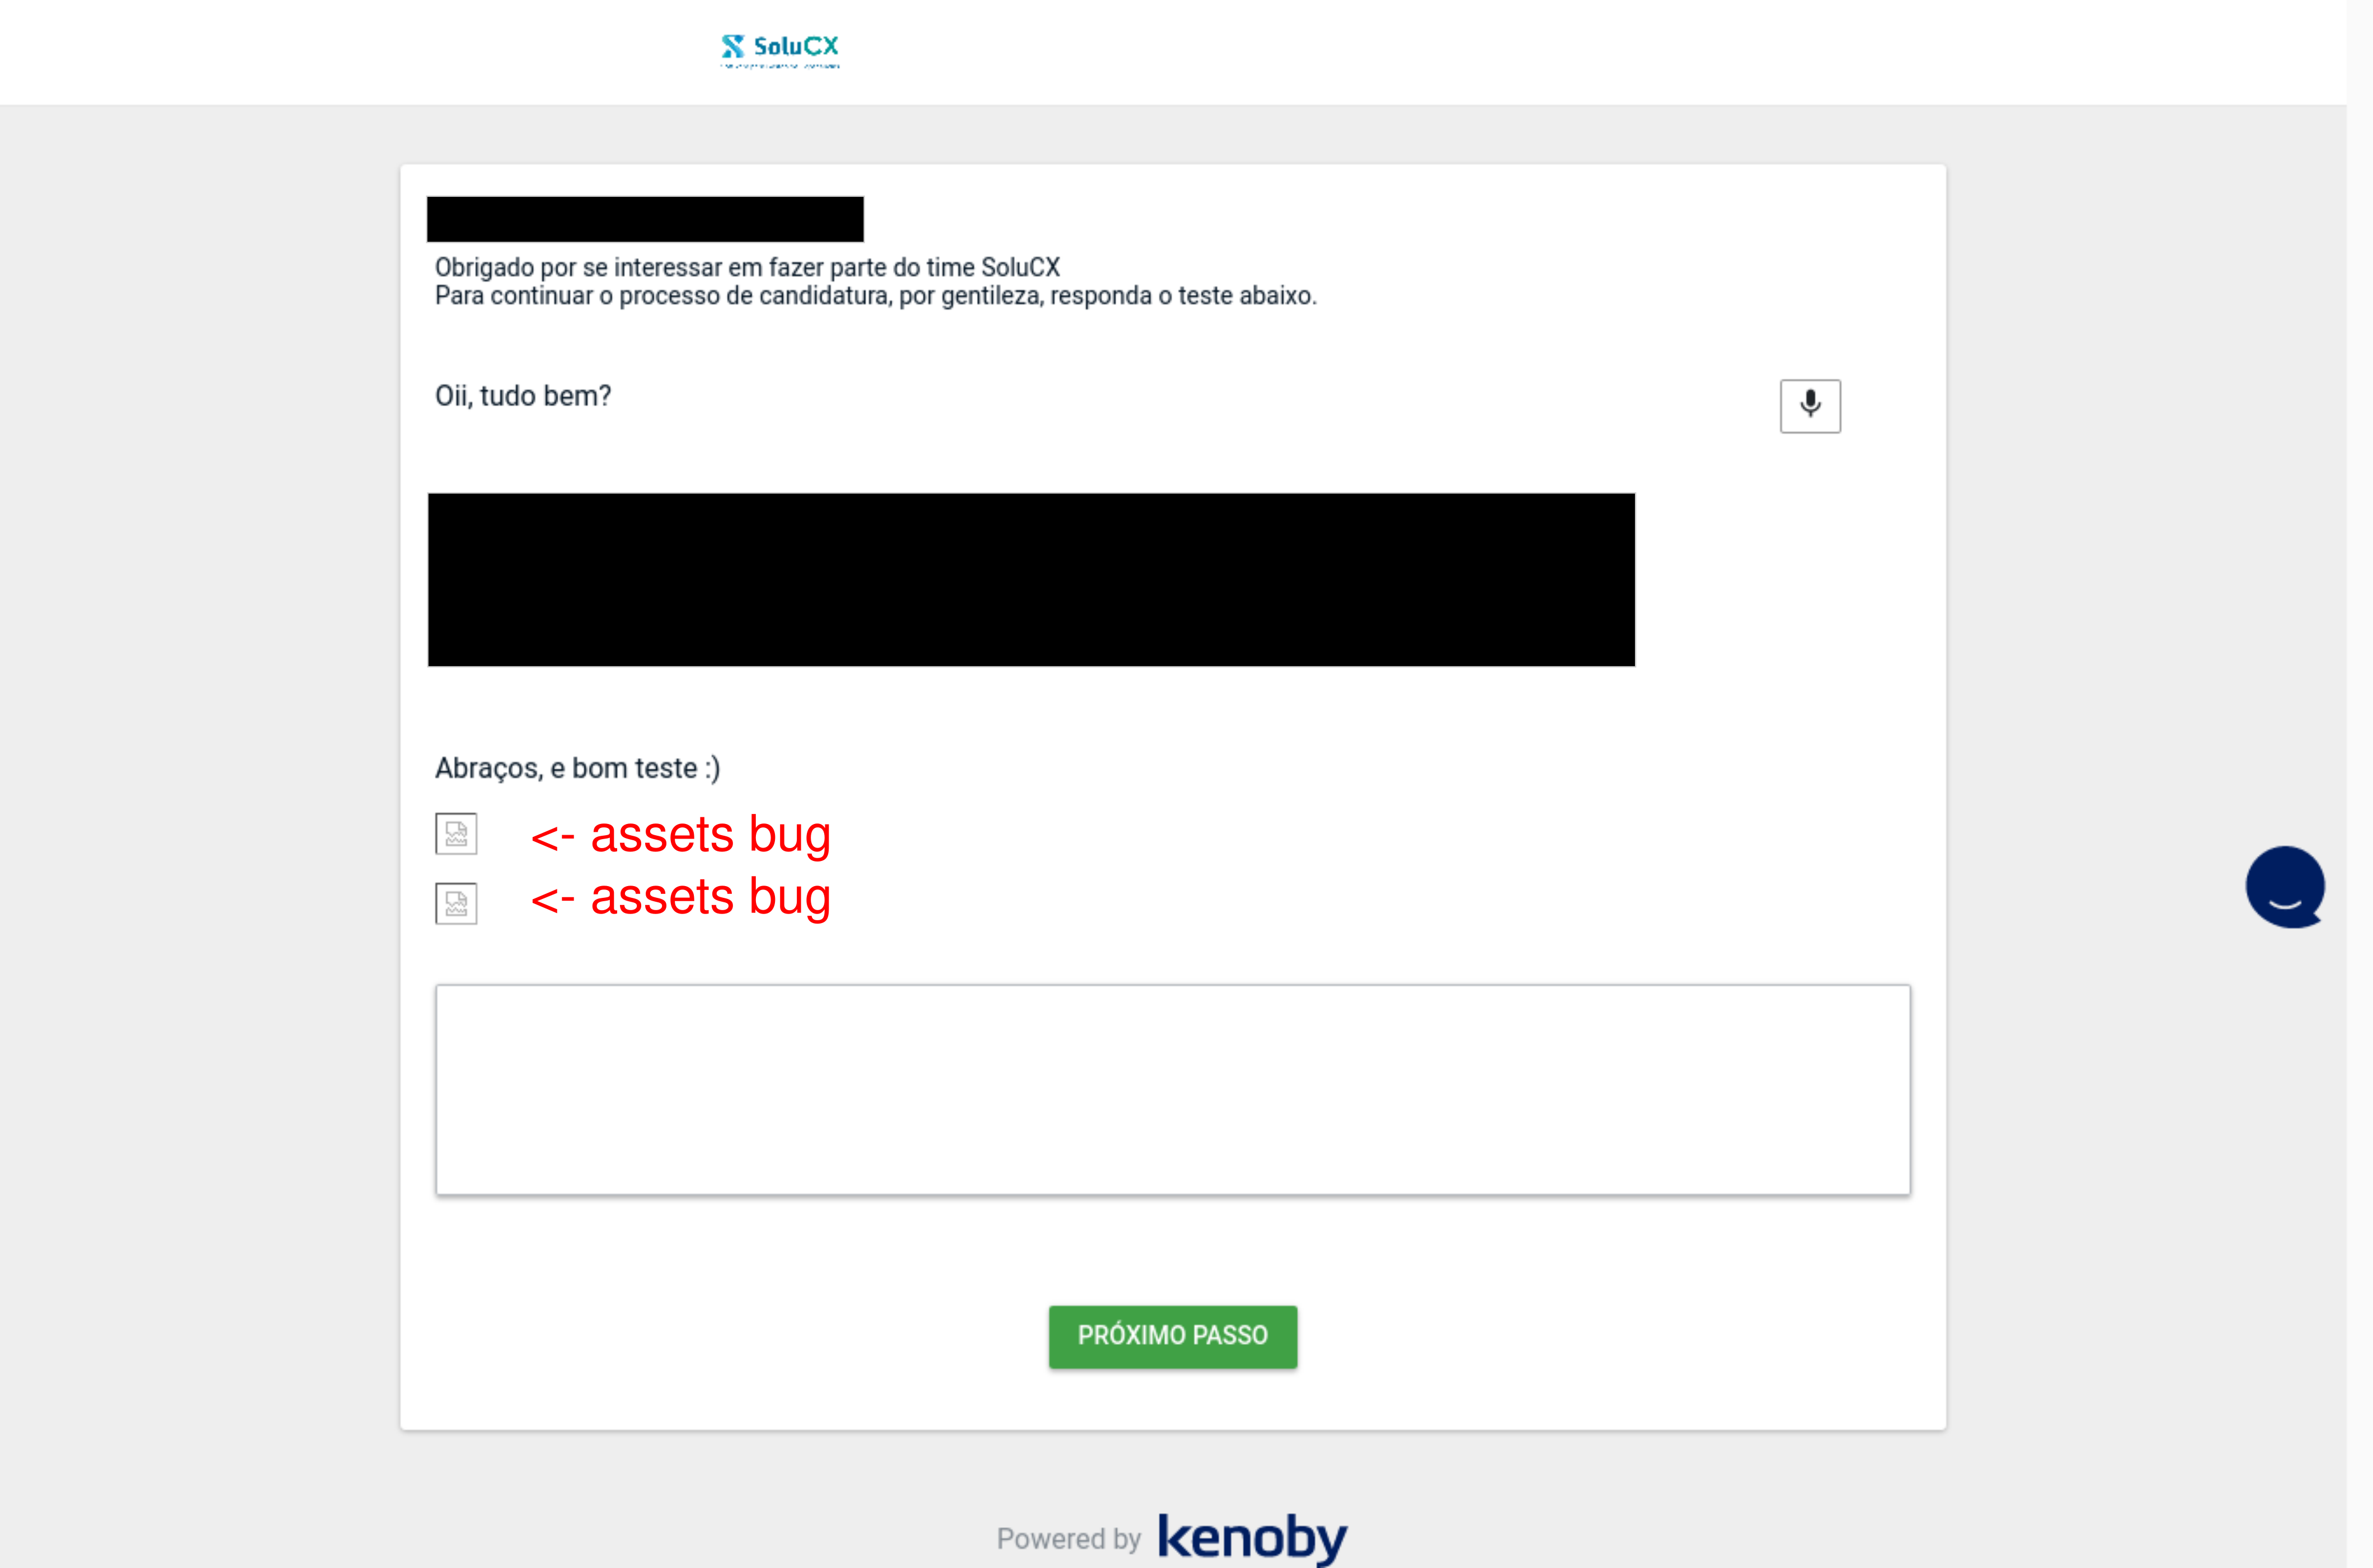 SoluCX
Obrigado por se interessar em fazer parte do time SoluCX
Para continuar o processo de candidatura, por gentileza, responda o teste abaixo.
Oii, tudo bem?
Abraços, e bom teste :)
<- assets bug
<- assets bug
PRÓXIMO PASSO
Powered by kenoby